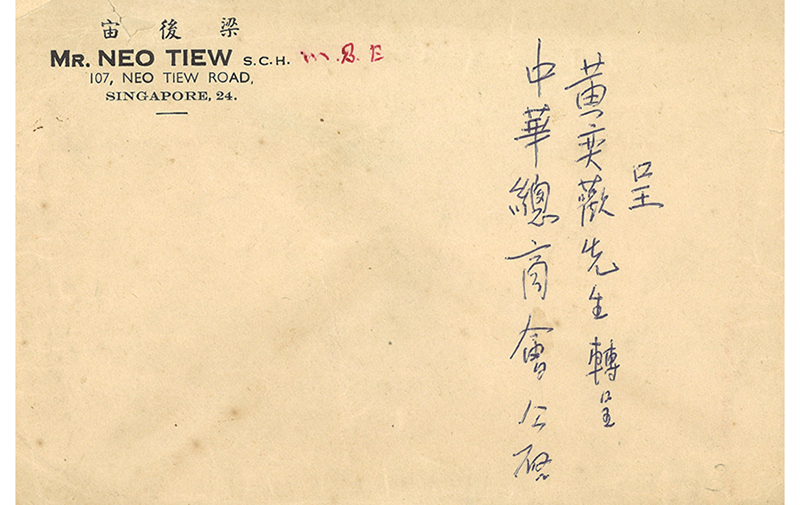 梁後宙
MR. NEO TIEW S.C.H. M.B.E
107, NEO TIEW ROAD,
SINGAPORE, 24.
呈
黃奕歡先生轉呈
中華總商會公啓